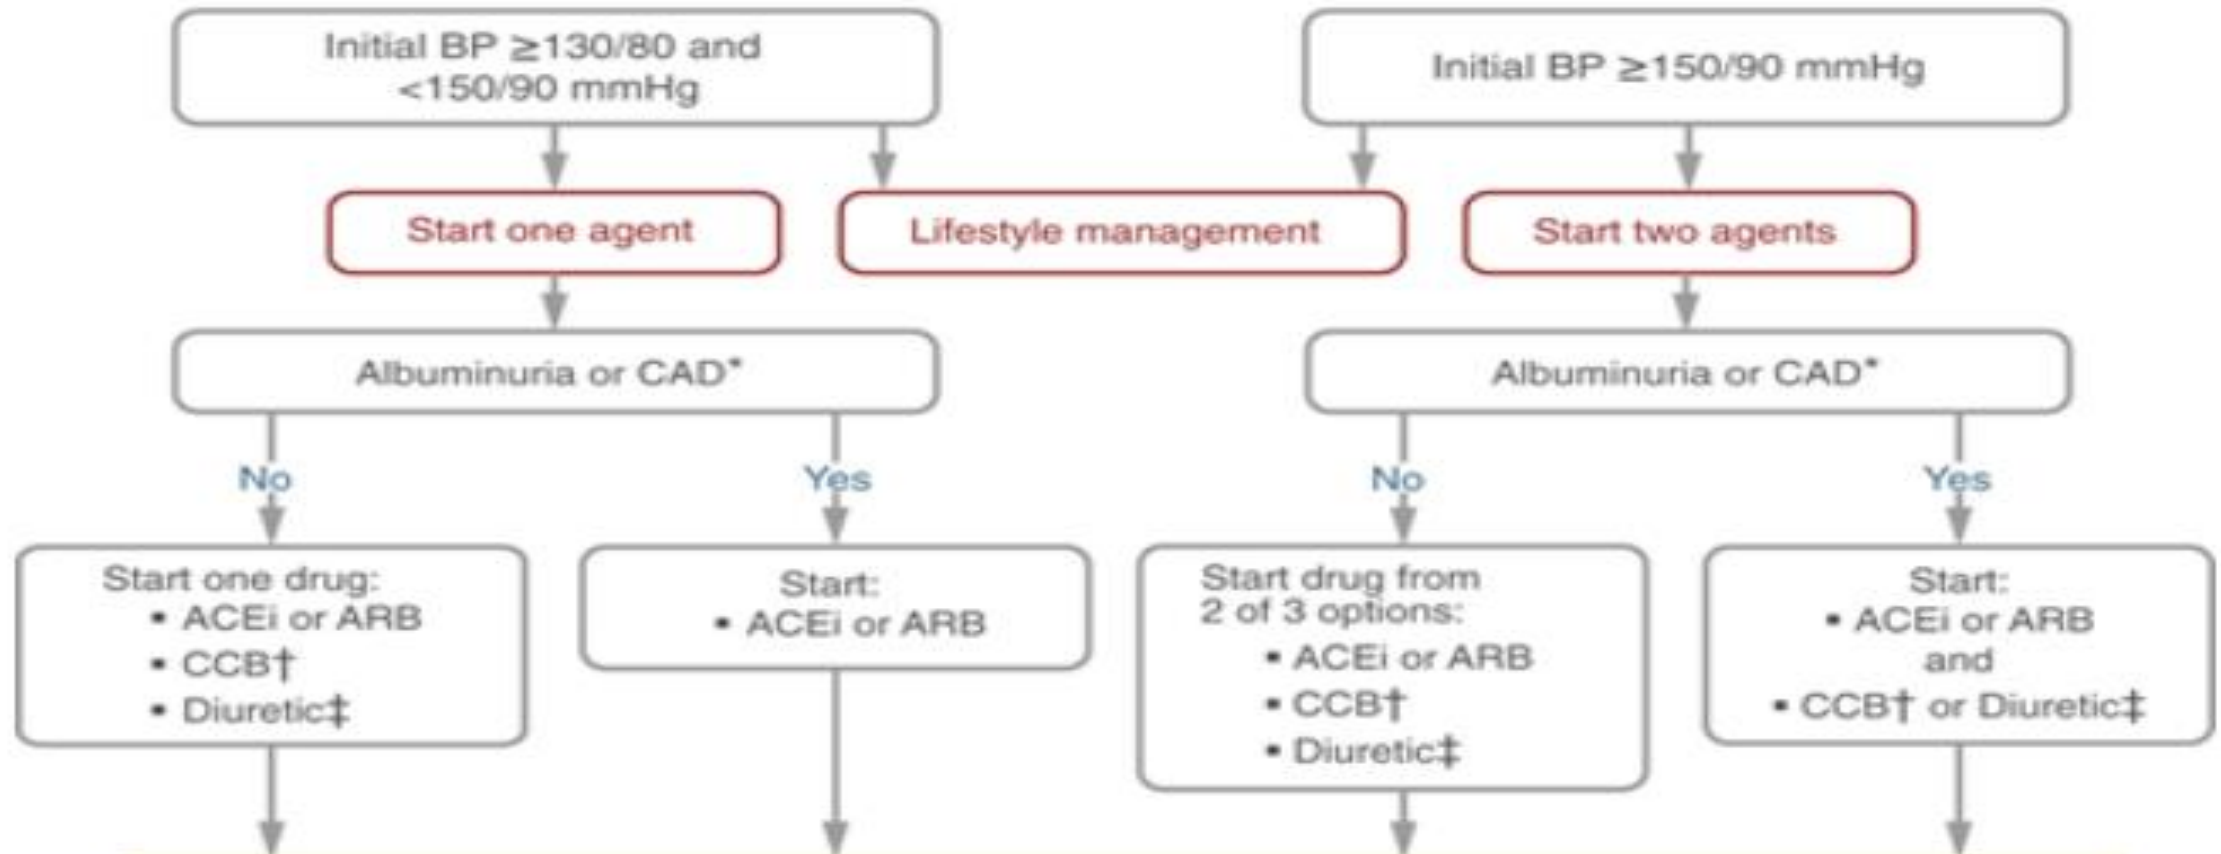 Initial BP ≥130/80 and
<150/90 mmHg
Initial BP ≥150/90 mmHg
Start one agent
Lifestyle management
Start two agents
Albuminuria or CAD*
Albuminuria or CAD*
No
Yes
No
Yes
Start one drug:
▪ ACEi or ARB
▪ CCB†
▪ Diuretic‡
Start:
▪ ACEi or ARB
Start drug from
2 of 3 options:
▪ ACEi or ARB
▪ CCB†
▪ Diuretic‡
Start:
▪ ACEi or ARB
and
▪ CCB† or Diuretic‡